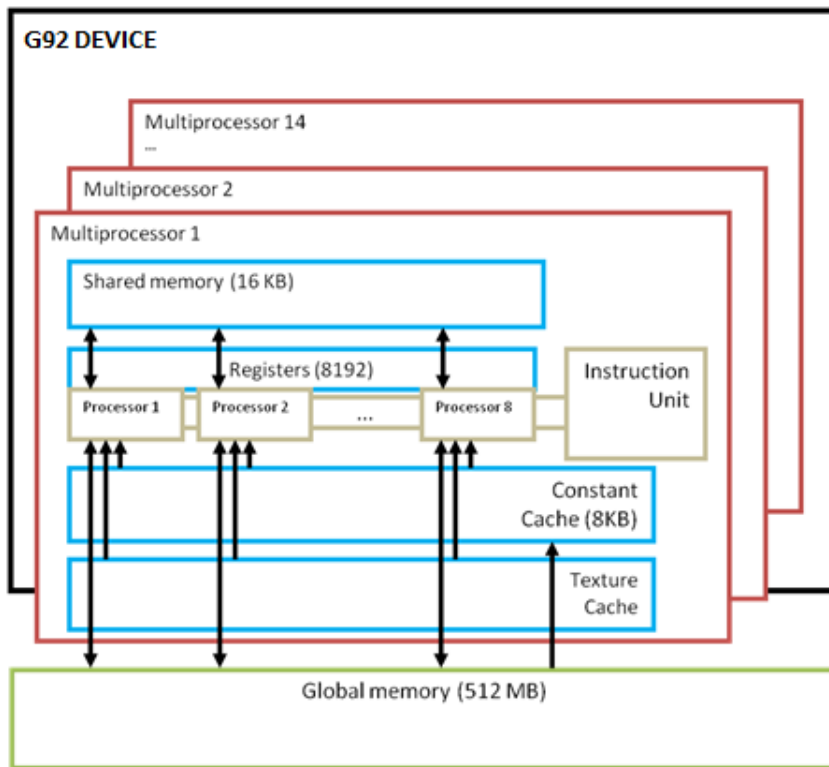 G92 DEVICE
Multiprocessor 14
...
Multiprocessor 2
Multiprocessor 1
Shared memory (16 KB)
Registers (8192)
Instruction
Unit
Processor 1
Processor 2
...
Processor 8
Constant
Cache (8KB)
Texture
Cache
Global memory (512 MB)